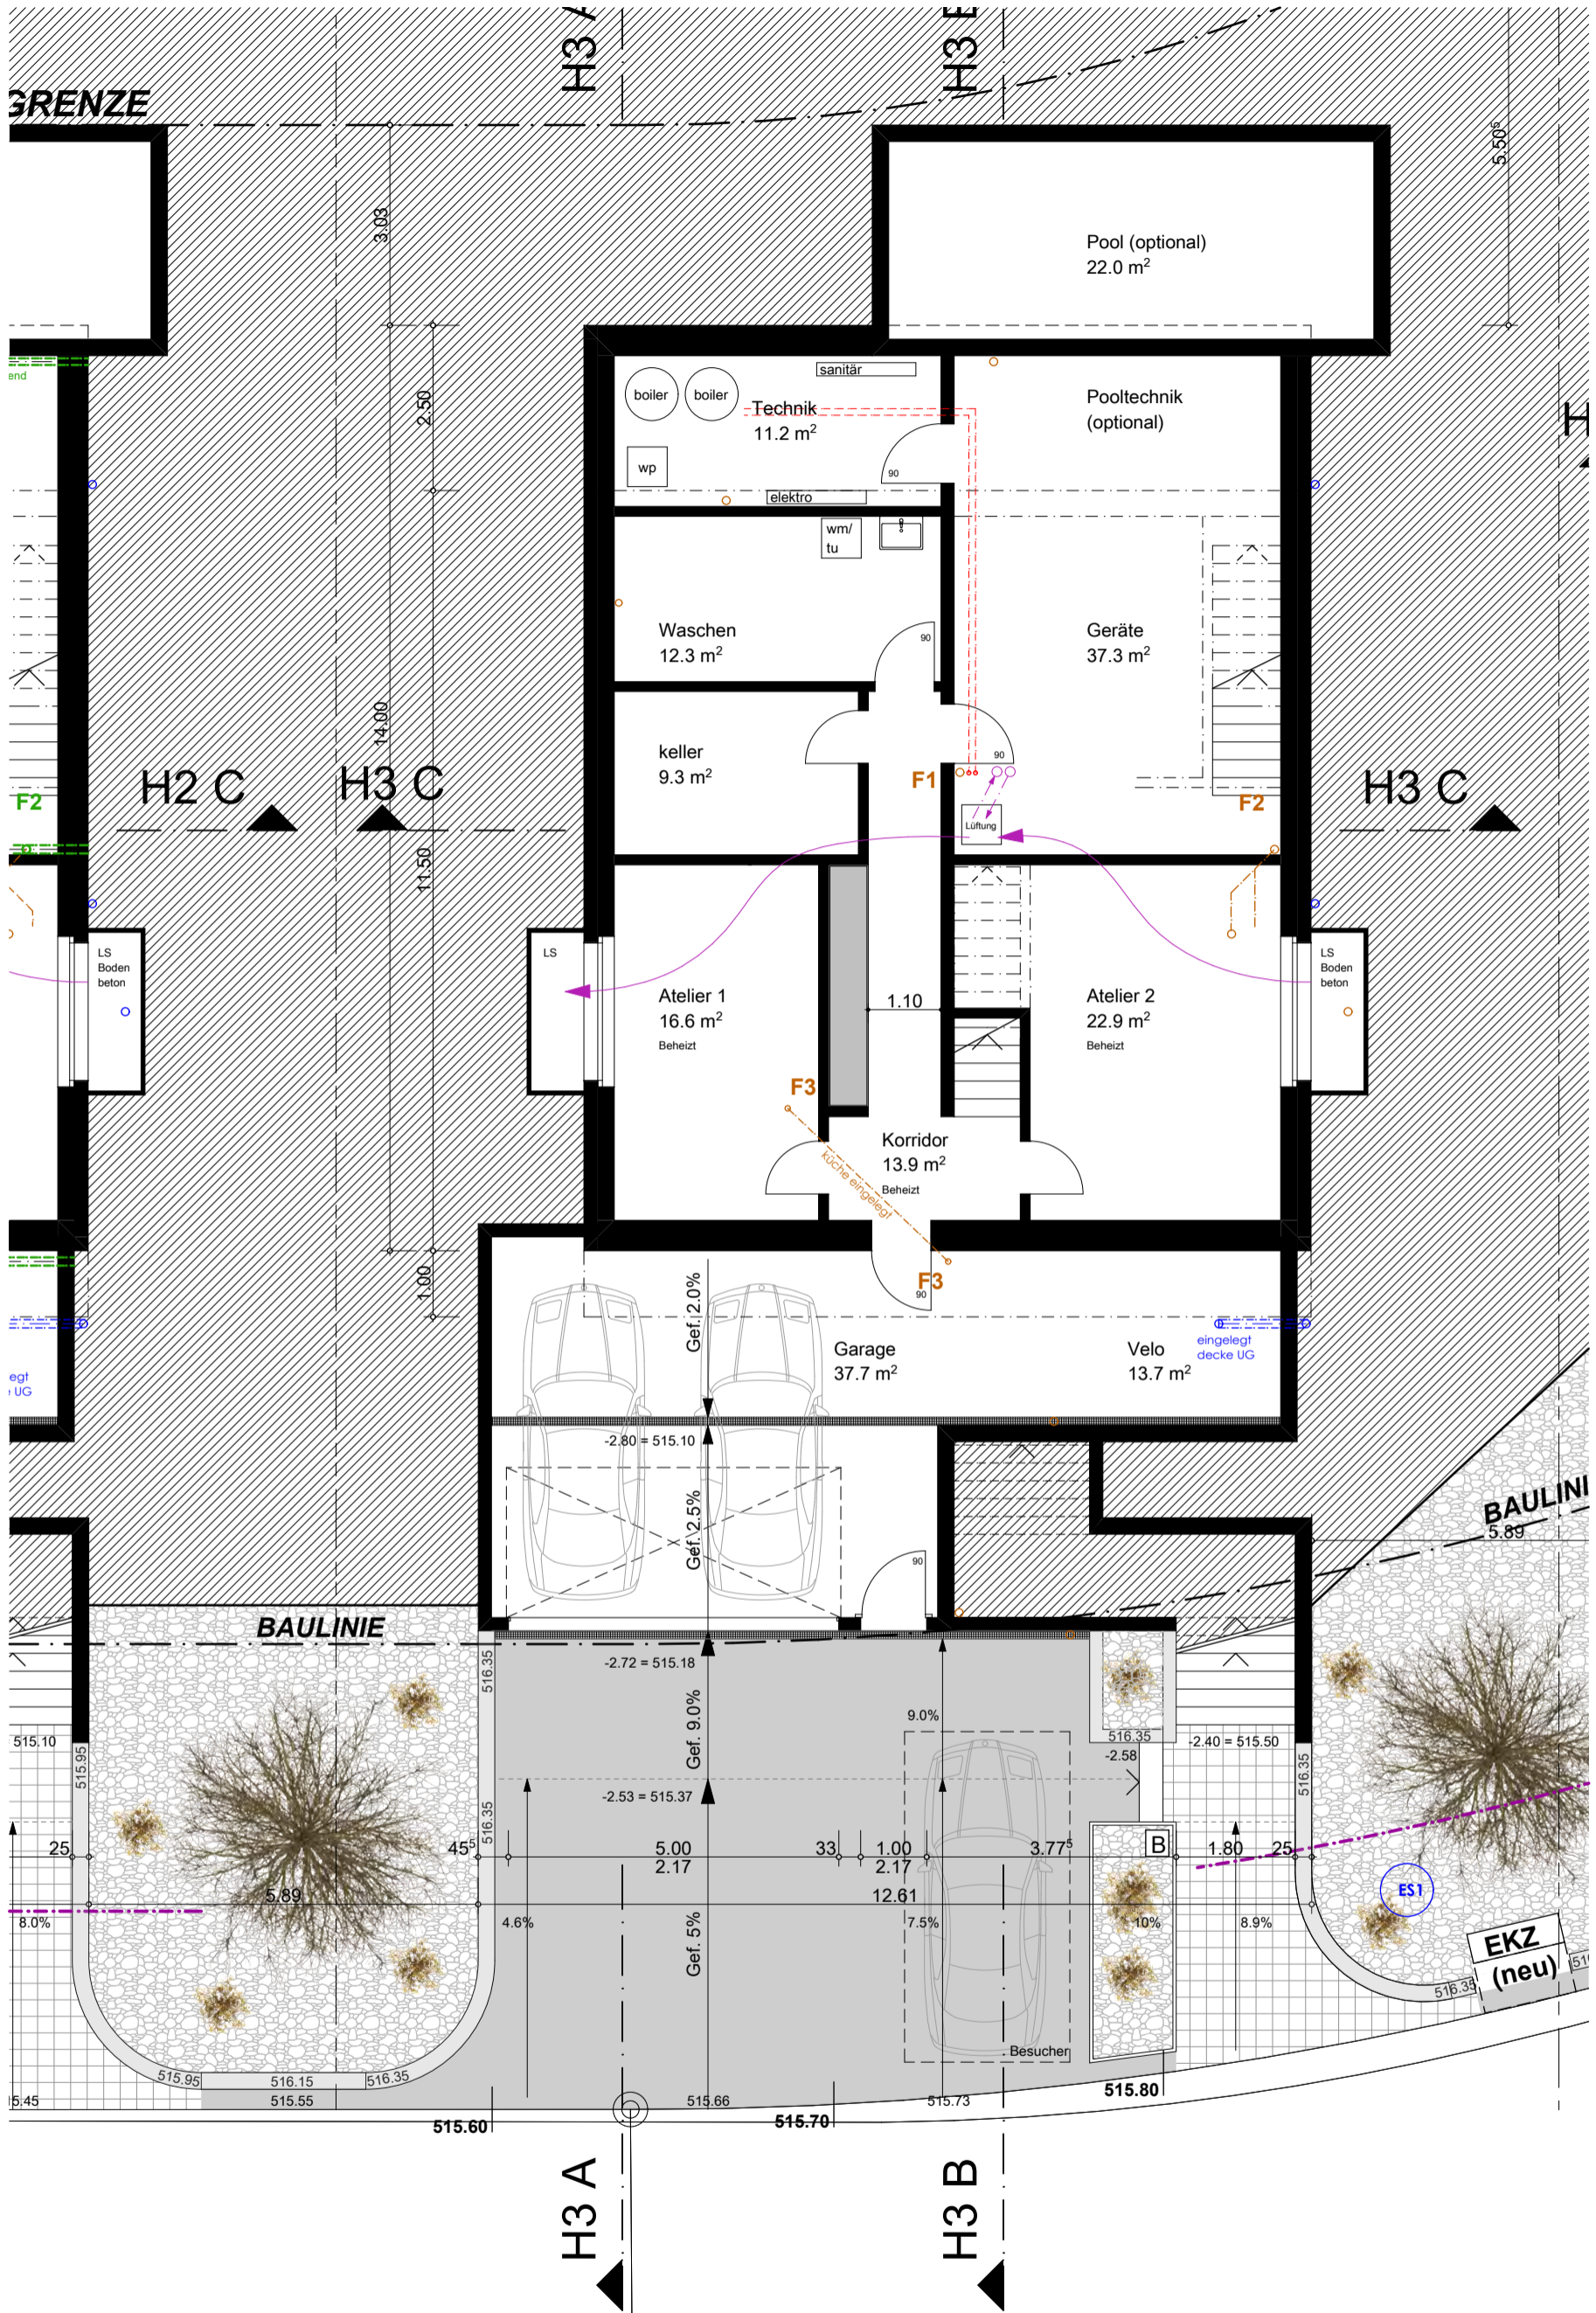 H3 A
H3 B
GRENZE
5.50⁵
3.03
Pool (optional)
22.0 m²
end
sanitär
boiler
boiler
Technik
11.2 m²
Pooltechnik
(optional)
2.50
H
wp
90
elektro
wm/
tu
Waschen
12.3 m²
90
Geräte
37.3 m²
14.00
keller
9.3 m²
90
H2 C
H3 C
F1
F2
F2
H3 C
Lüftung
11.50
LS
Boden
beton
LS
LS
Boden
beton
Atelier 1
16.6 m²
Beheizt
1.10
Atelier 2
22.9 m²
Beheizt
F3
Korridor
13.9 m²
Beheizt
küche eingelegt
F3
90
1.00
Gef. 2.0%
Garage
37.7 m²
Velo
13.7 m²
eingelegt
decke UG
egt
UG
-2.80 = 515.10
Gef. 2.5%
90
BAULINI
5.89
BAULINIE
516.35
-2.72 = 515.18
Gef. 9.0%
9.0%
516.35
-2.58
-2.40 = 515.50
515.10
515.95
516.35
516.35
-2.53 = 515.37
25
45⁵
5.00
2.17
33
1.00
2.17
3.77⁵
B
1.80
25
5.89
12.61
ES1
8.0%
4.6%
Gef. 5%
7.5%
10%
8.9%
EKZ
(neu)
516.35
51
Besucher
515.95
516.15
516.35
5.45
515.55
515.66
515.73
515.80
515.60
515.70
H3 A
H3 B